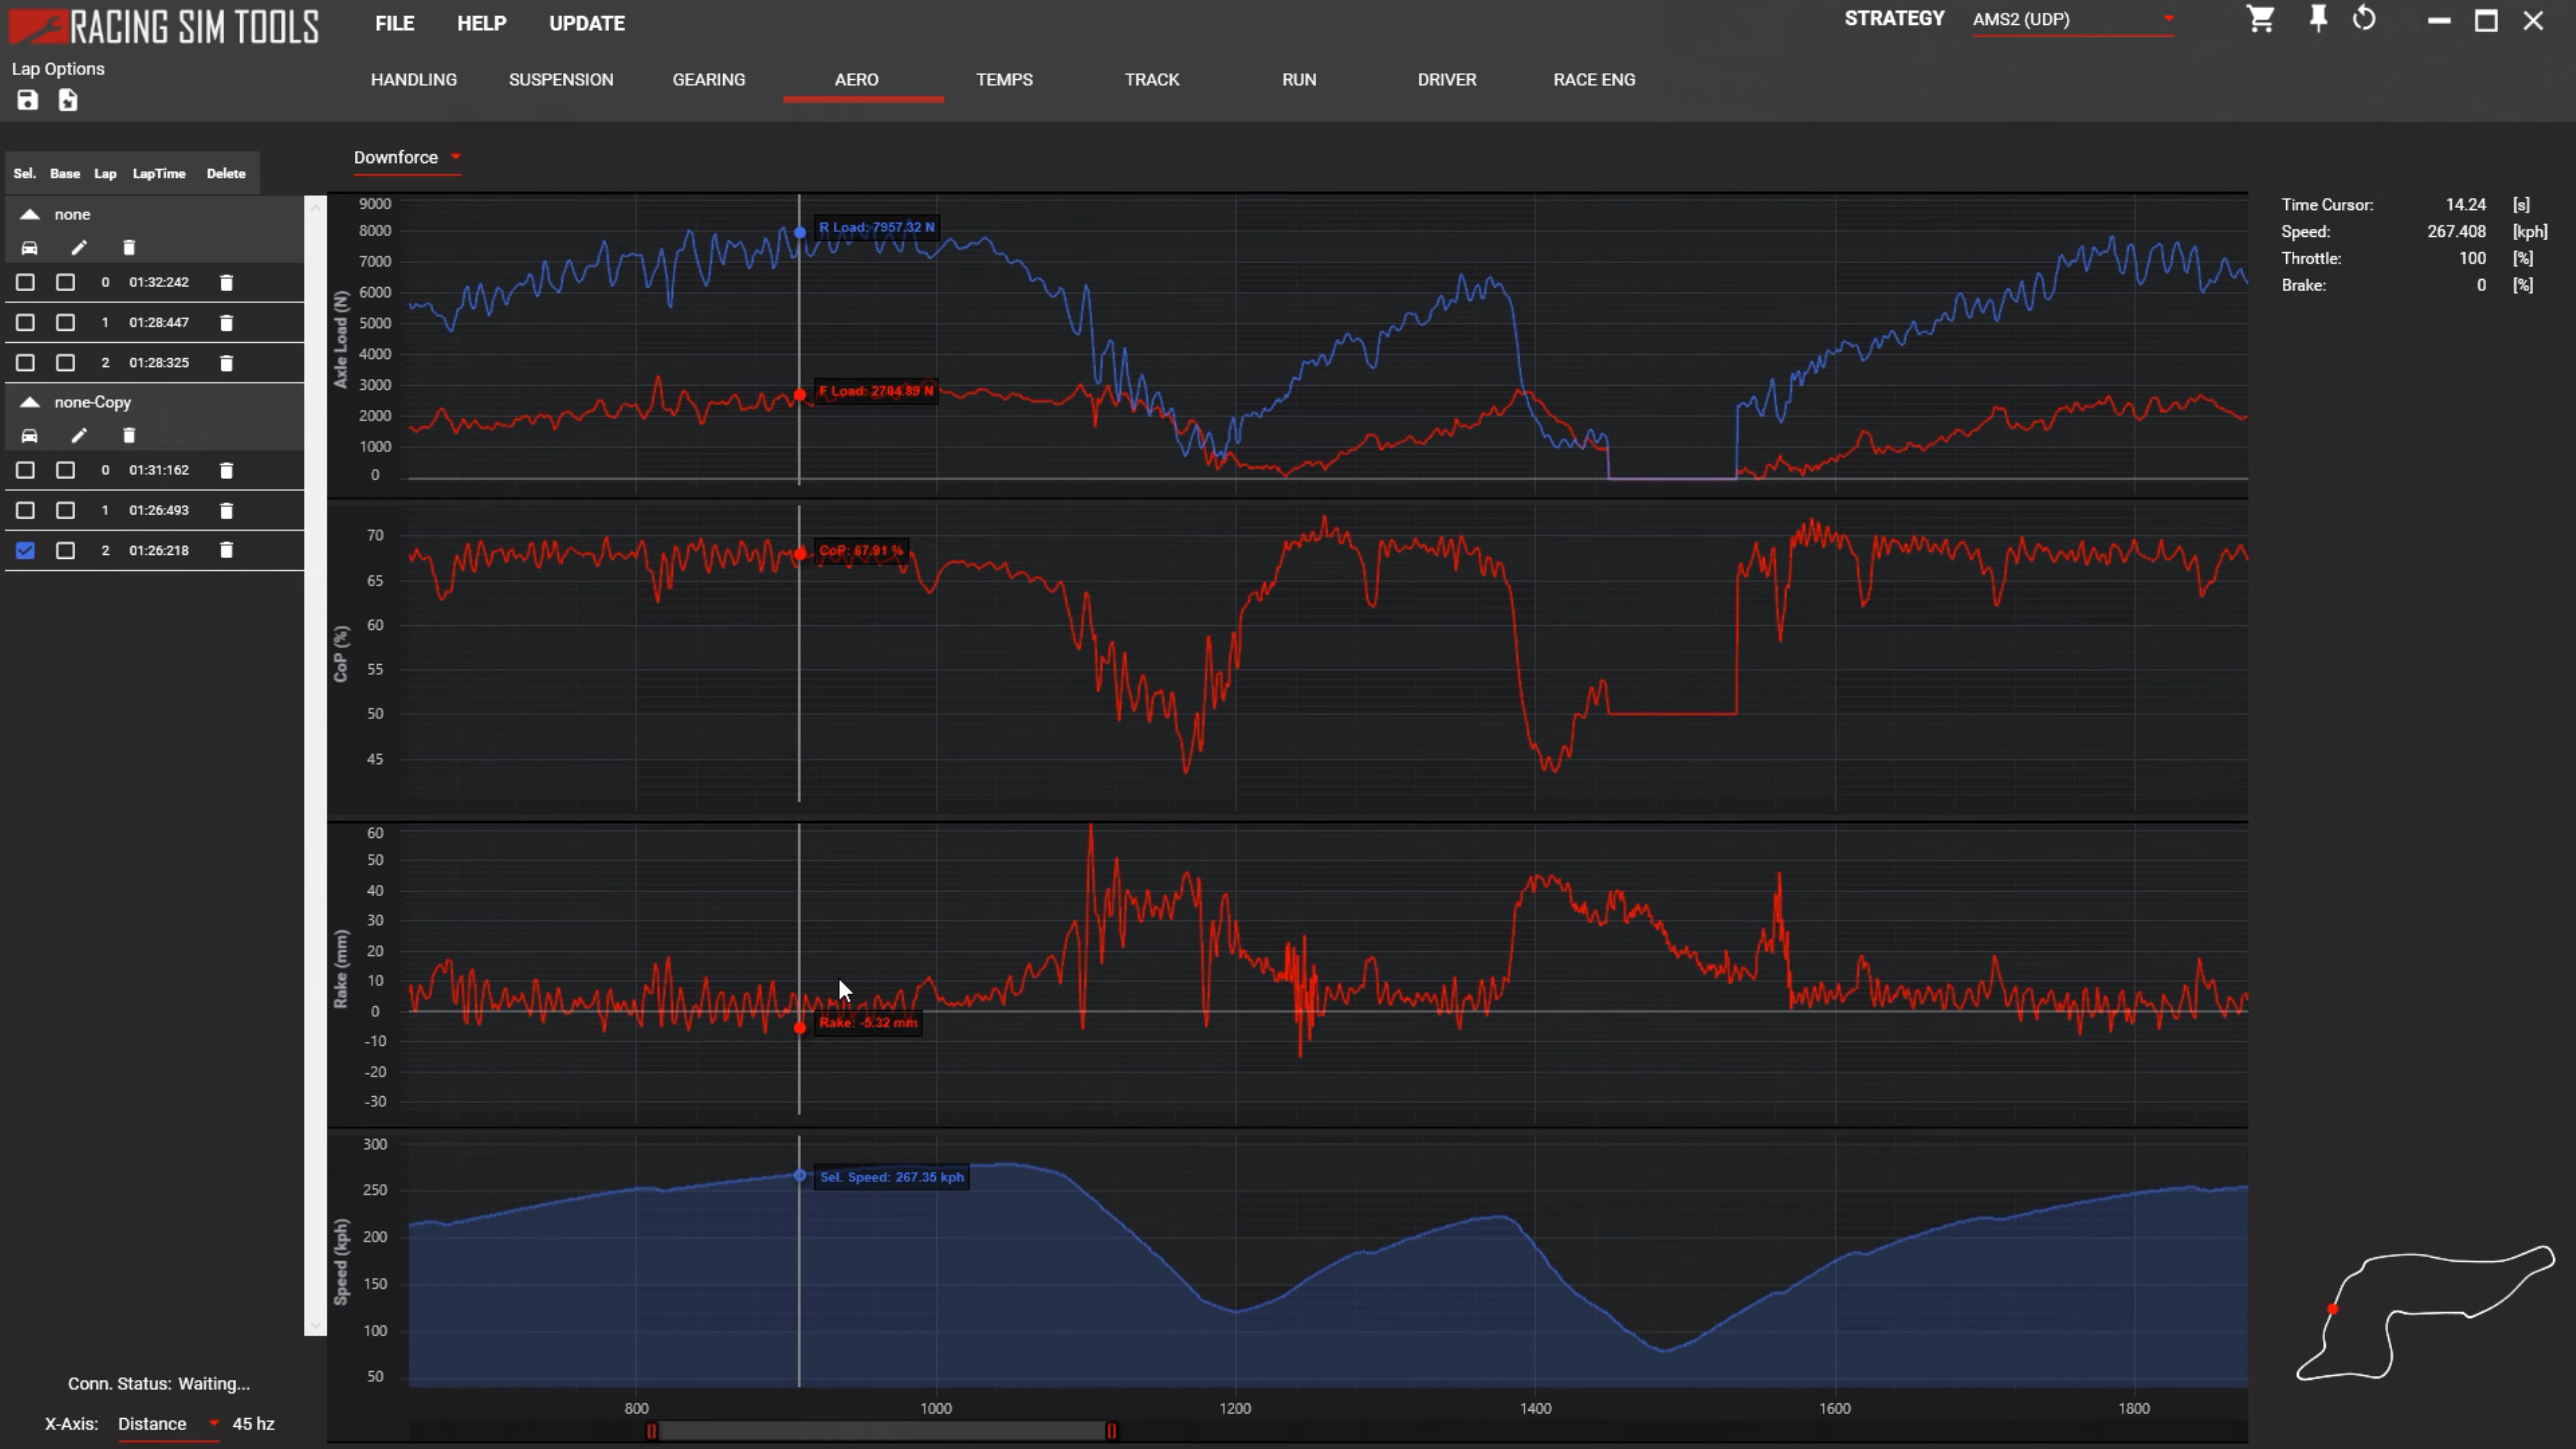 RACING SIM TOOLS
FILE HELP UPDATE
STRATEGY AMS2 (UDP)
Lap Options
HANDLING SUSPENSION GEARING AERO TEMPS TRACK RUN DRIVER RACE ENG
Downforce
Sel. Base Lap LapTime Delete
none
0 01:32:242
1 01:28:447
2 01:28:325
none-Copy
0 01:31:162
1 01:26:493
2 01:26:218
Conn. Status: Waiting...
X-Axis: Distance 45 hz
Axle Load (N)
9000
8000
7000
6000
5000
4000
3000
2000
1000
0
R Load: 7957.32 N
F Load: 2704.89 N
CoP (%)
70
65
60
55
50
45
CoP: 67.91 %
Rake (mm)
60
50
40
30
20
10
0
-10
-20
-30
Rake: -5.32 mm
Speed (kph)
300
250
200
150
100
50
Sel. Speed: 267.35 kph
800 1000 1200 1400 1600 1800
Time Cursor: 14.24 [s]
Speed: 267.408 [kph]
Throttle: 100 [%]
Brake: 0 [%]